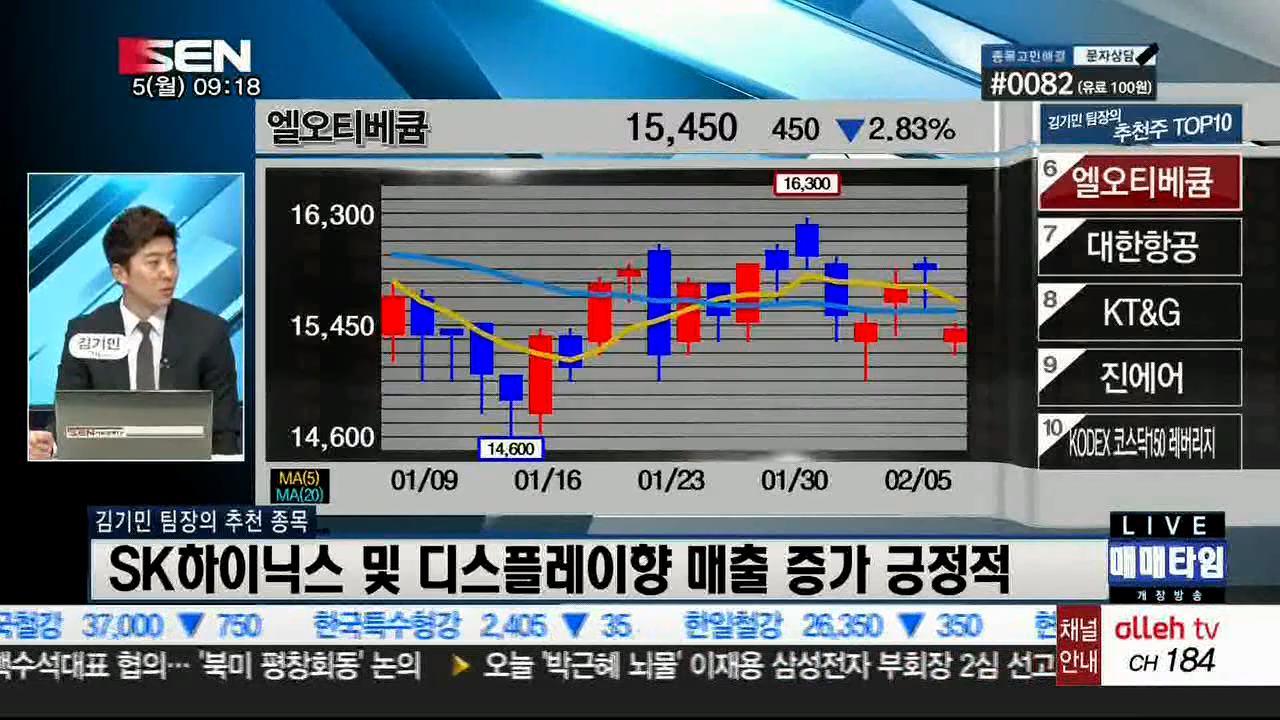 SEN
5(월) 09:18
종목고민해결 문자상담
#0082 (유료 100원)
엘오티베큠 15,450 450 ▼2.83%
김기민 팀장의
추천주 TOP10
6 엘오티베큠
7 대한항공
8 KT&G
9 진에어
10 KODEX 코스닥150 레버리지
16,300
16,300
15,450
14,600
14,600
01/09 01/16 01/23 01/30 02/05
MA(5)
MA(20)
김기민
SEN
김기민 팀장의 추천 종목
SK하이닉스 및 디스플레이향 매출 증가 긍정적
LIVE
매매타임
개장방송
국철강 37,000 ▼ 750 한국특수형강 2,405 ▼ 35 한일철강 26,350 ▼ 350
수석대표 협의… '북미 평창회동' 논의 ▶ 오늘 '박근혜 뇌물' 이재용 삼성전자 부회장 2심 선고
채널
안내
olleh tv
CH 184